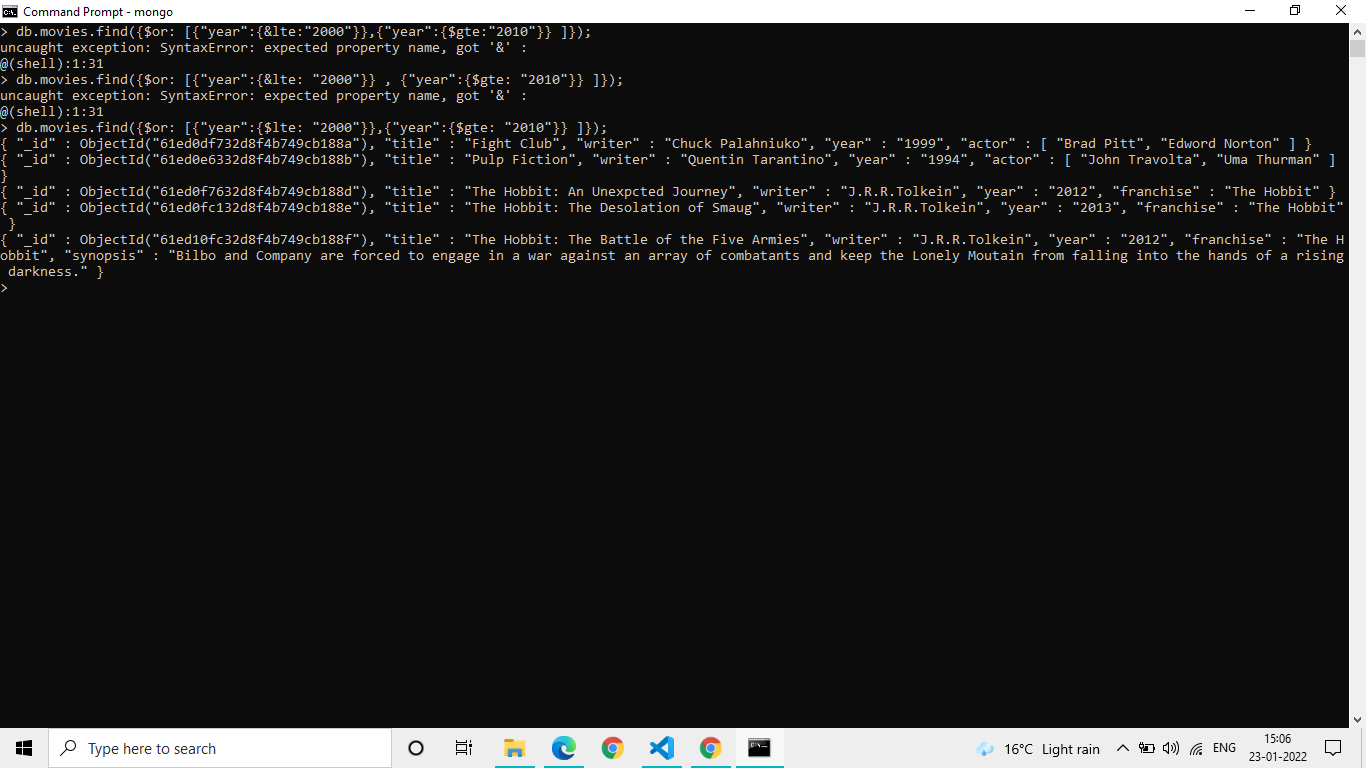 Command Prompt - mongo
> db.movies.find({$or: [{"year":{&lte:"2000"}},{"year":{$gte:"2010"}} ]});
uncaught exception: SyntaxError: expected property name, got '&' :
@(shell):1:31
> db.movies.find({$or: [{"year":{&lte: "2000"}} , {"year":{$gte: "2010"}} ]});
uncaught exception: SyntaxError: expected property name, got '&' :
@(shell):1:31
> db.movies.find({$or: [{"year":{$lte: "2000"}},{"year":{$gte: "2010"}} ]});
{ "_id" : ObjectId("61ed0df732d8f4b749cb188a"), "title" : "Fight Club", "writer" : "Chuck Palahniuko", "year" : "1999", "actor" : [ "Brad Pitt", "Edword Norton" ] }
{ "_id" : ObjectId("61ed0e6332d8f4b749cb188b"), "title" : "Pulp Fiction", "writer" : "Quentin Tarantino", "year" : "1994", "actor" : [ "John Travolta", "Uma Thurman" ]
}
{ "_id" : ObjectId("61ed0f7632d8f4b749cb188d"), "title" : "The Hobbit: An Unexpcted Journey", "writer" : "J.R.R.Tolkein", "year" : "2012", "franchise" : "The Hobbit" }
{ "_id" : ObjectId("61ed0fc132d8f4b749cb188e"), "title" : "The Hobbit: The Desolation of Smaug", "writer" : "J.R.R.Tolkein", "year" : "2013", "franchise" : "The Hobbit"
}
{ "_id" : ObjectId("61ed10fc32d8f4b749cb188f"), "title" : "The Hobbit: The Battle of the Five Armies", "writer" : "J.R.R.Tolkein", "year" : "2012", "franchise" : "The H
obbit", "synopsis" : "Bilbo and Company are forced to engage in a war against an array of combatants and keep the Lonely Moutain from falling into the hands of a rising
darkness." }
>
Type here to search
16°C Light rain
ENG
15:06
23-01-2022